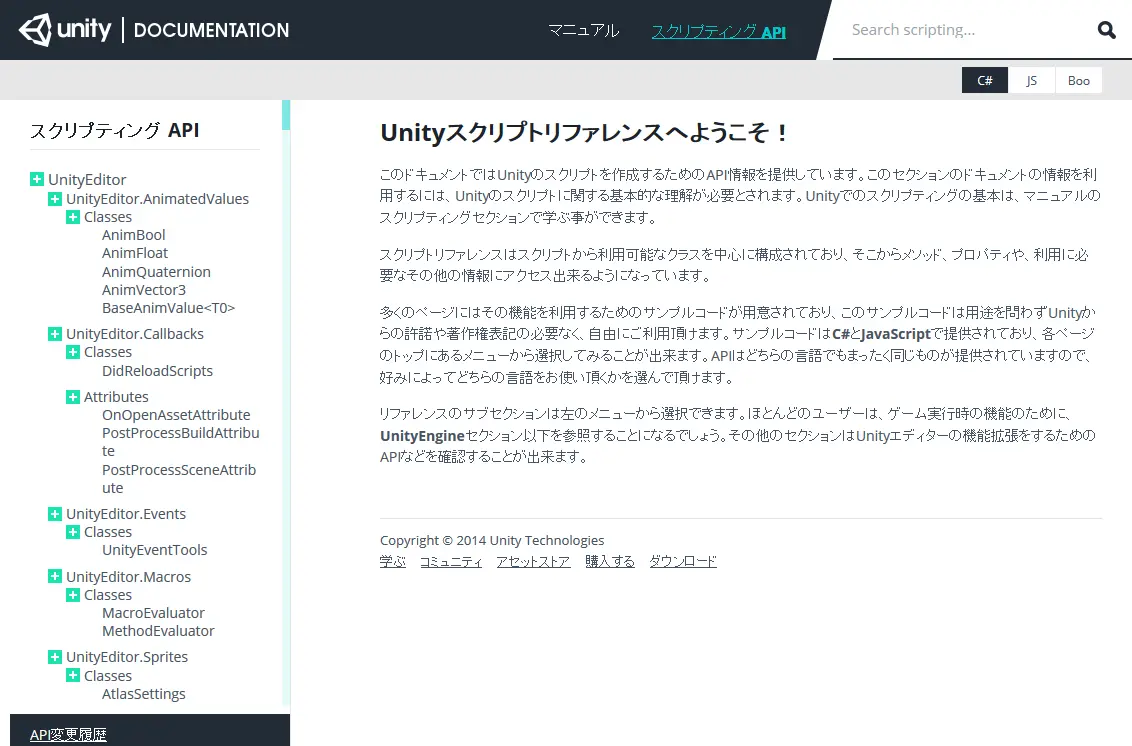 unity | DOCUMENTATION
マニュアル
スクリプティング API
Search scripting...
C#
JS
Boo
スクリプティング API
UnityEditor
UnityEditor.AnimatedValues
Classes
AnimBool
AnimFloat
AnimQuaternion
AnimVector3
BaseAnimValue<T0>
UnityEditor.Callbacks
Classes
DidReloadScripts
Attributes
OnOpenAssetAttribute
PostProcessBuildAttribu
te
PostProcessSceneAttrib
ute
UnityEditor.Events
Classes
UnityEventTools
UnityEditor.Macros
Classes
MacroEvaluator
MethodEvaluator
UnityEditor.Sprites
Classes
AtlasSettings
API変更履歴
Unityスクリプトリファレンスへようこそ！
このドキュメントではUnityのスクリプトを作成するためのAPI情報を提供しています。このセクションのドキュメントの情報を利
用するには、Unityのスクリプトに関する基本的な理解が必要とされます。Unityでのスクリプティングの基本は、マニュアルの
スクリプティングセクションで学ぶ事ができます。
スクリプトリファレンスはスクリプトから利用可能なクラスを中心に構成されており、そこからメソッド、プロパティや、利用に必
要なその他の情報にアクセス出来るようになっています。
多くのページにはその機能を利用するためのサンプルコードが用意されており、このサンプルコードは用途を問わずUnityか
らの許諾や著作権表記の必要なく、自由にご利用頂けます。サンプルコードはC#とJavaScriptで提供されており、各ページ
のトップにあるメニューから選択してみることが出来ます。APIはどちらの言語でもまったく同じものが提供されていますので、
好みによってどちらの言語をお使い頂くかを選んで頂けます。
リファレンスのサブセクションは左のメニューから選択できます。ほとんどのユーザーは、ゲーム実行時の機能のために、
UnityEngineセクション以下を参照することになるでしょう。その他のセクションはUnityエディターの機能拡張をするための
APIなどを確認することが出来ます。
Copyright © 2014 Unity Technologies
学ぶ コミュニティ アセットストア 購入する ダウンロード